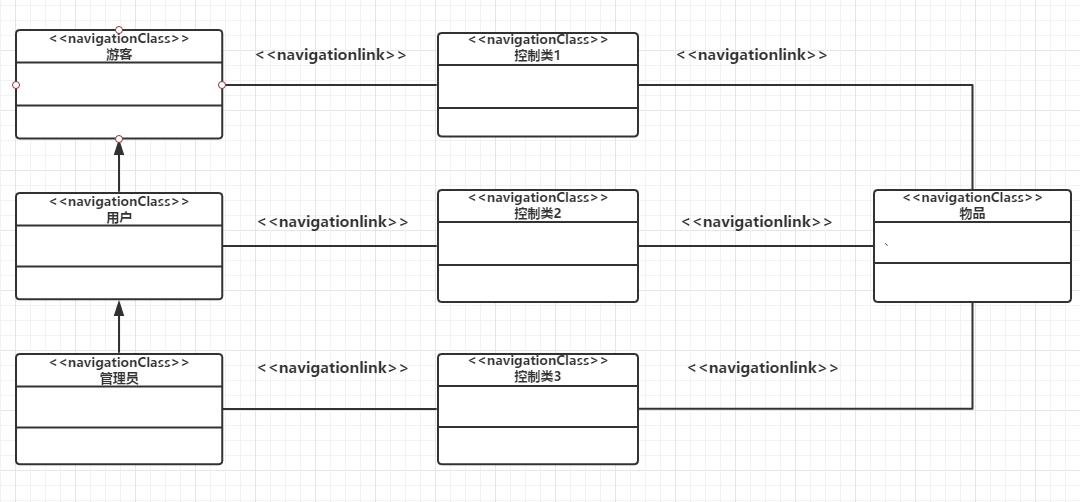 <<navigationClass>>
游客
<<navigationlink>>
<<navigationClass>>
控制类1
<<navigationlink>>
<<navigationClass>>
用户
<<navigationlink>>
<<navigationClass>>
控制类2
<<navigationlink>>
<<navigationClass>>
物品
、
<<navigationClass>>
管理员
<<navigationlink>>
<<navigationClass>>
控制类3
<<navigationlink>>